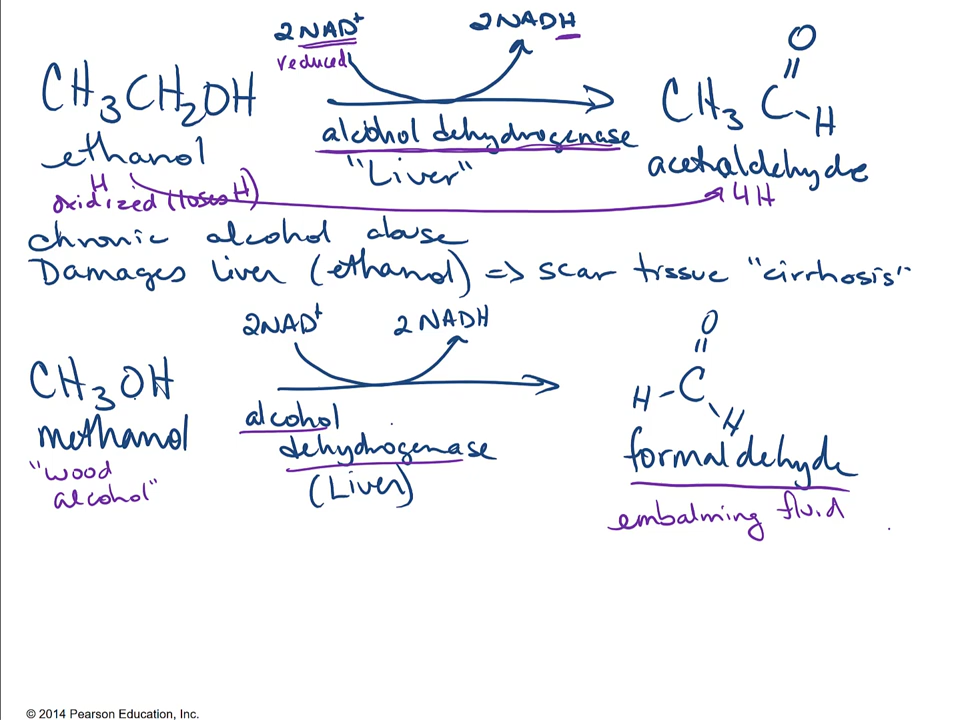 2NAD⁺ 2NADH
reduced
CH₃CH₂OH CH₃ C=O -H
alcohol dehydrogenase
ethanol "Liver" acetaldehyde
H 4H
oxidized (loses H)
chronic alcohol abuse
Damages liver (ethanol) => scar tissue "cirrhosis"
2NAD⁺ 2NADH
O
CH₃OH H-C-H
methanol alcohol dehydrogenase formaldehyde
"wood alcohol" (Liver) embalming fluid
© 2014 Pearson Education, Inc.